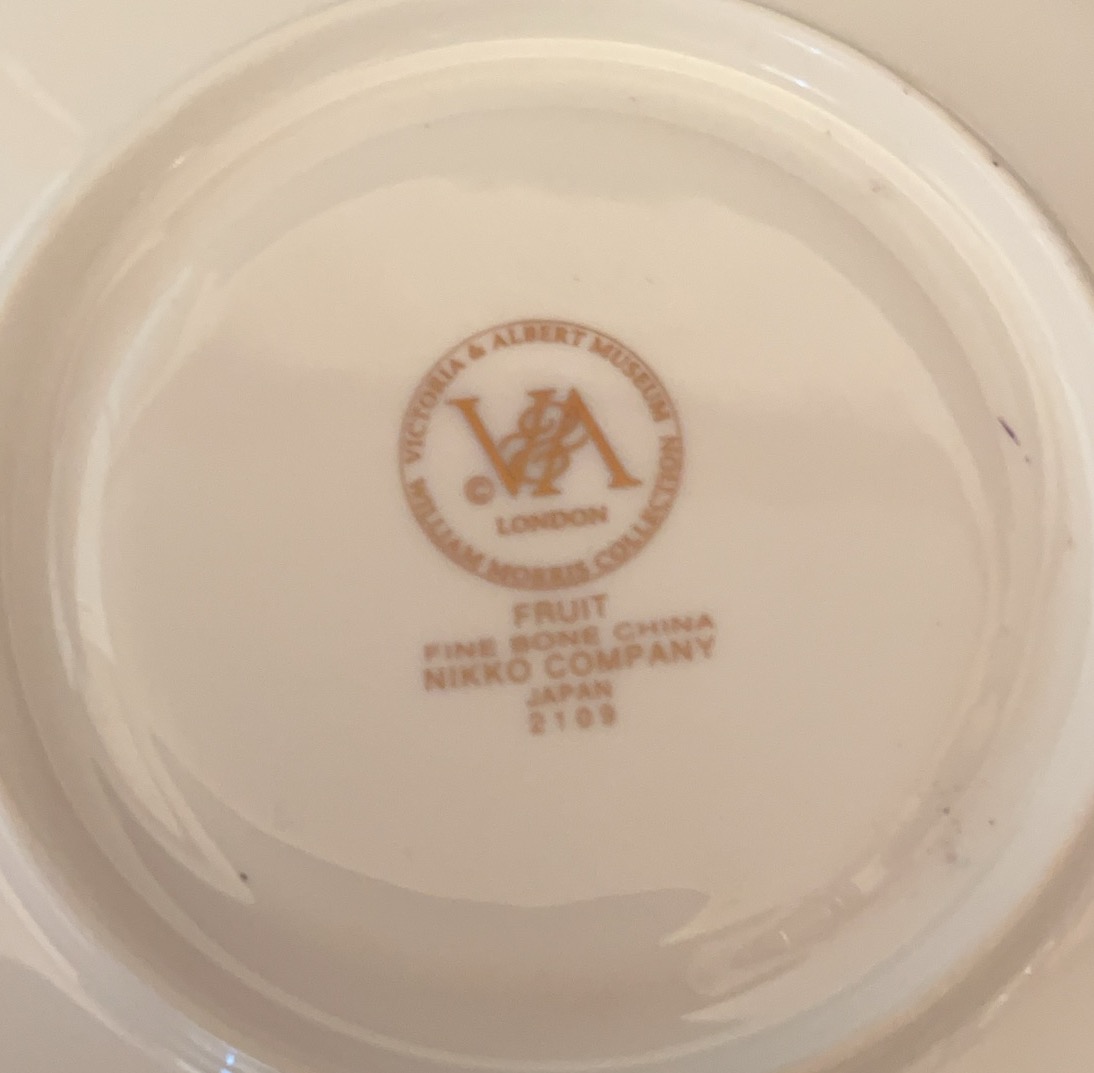 VICTORIA & ALBERT MUSEUM
V&A
©
LONDON
WILLIAM MORRIS COLLECTION
FRUIT
FINE BONE CHINA
NIKKO COMPANY
JAPAN
2109